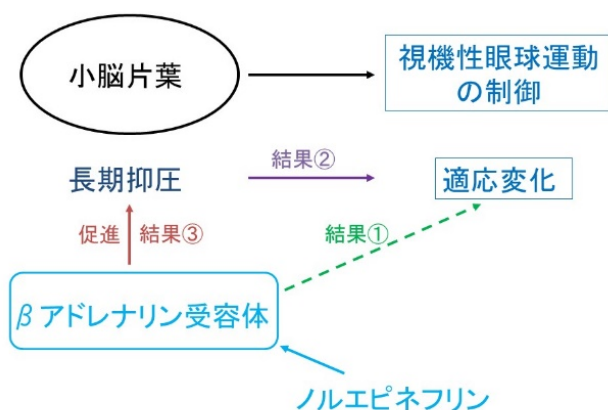 小脳片葉
視機性眼球運動
の制御
長期抑圧
結果②
適応変化
促進
結果③
結果①
βアドレナリン受容体
ノルエピネフリン